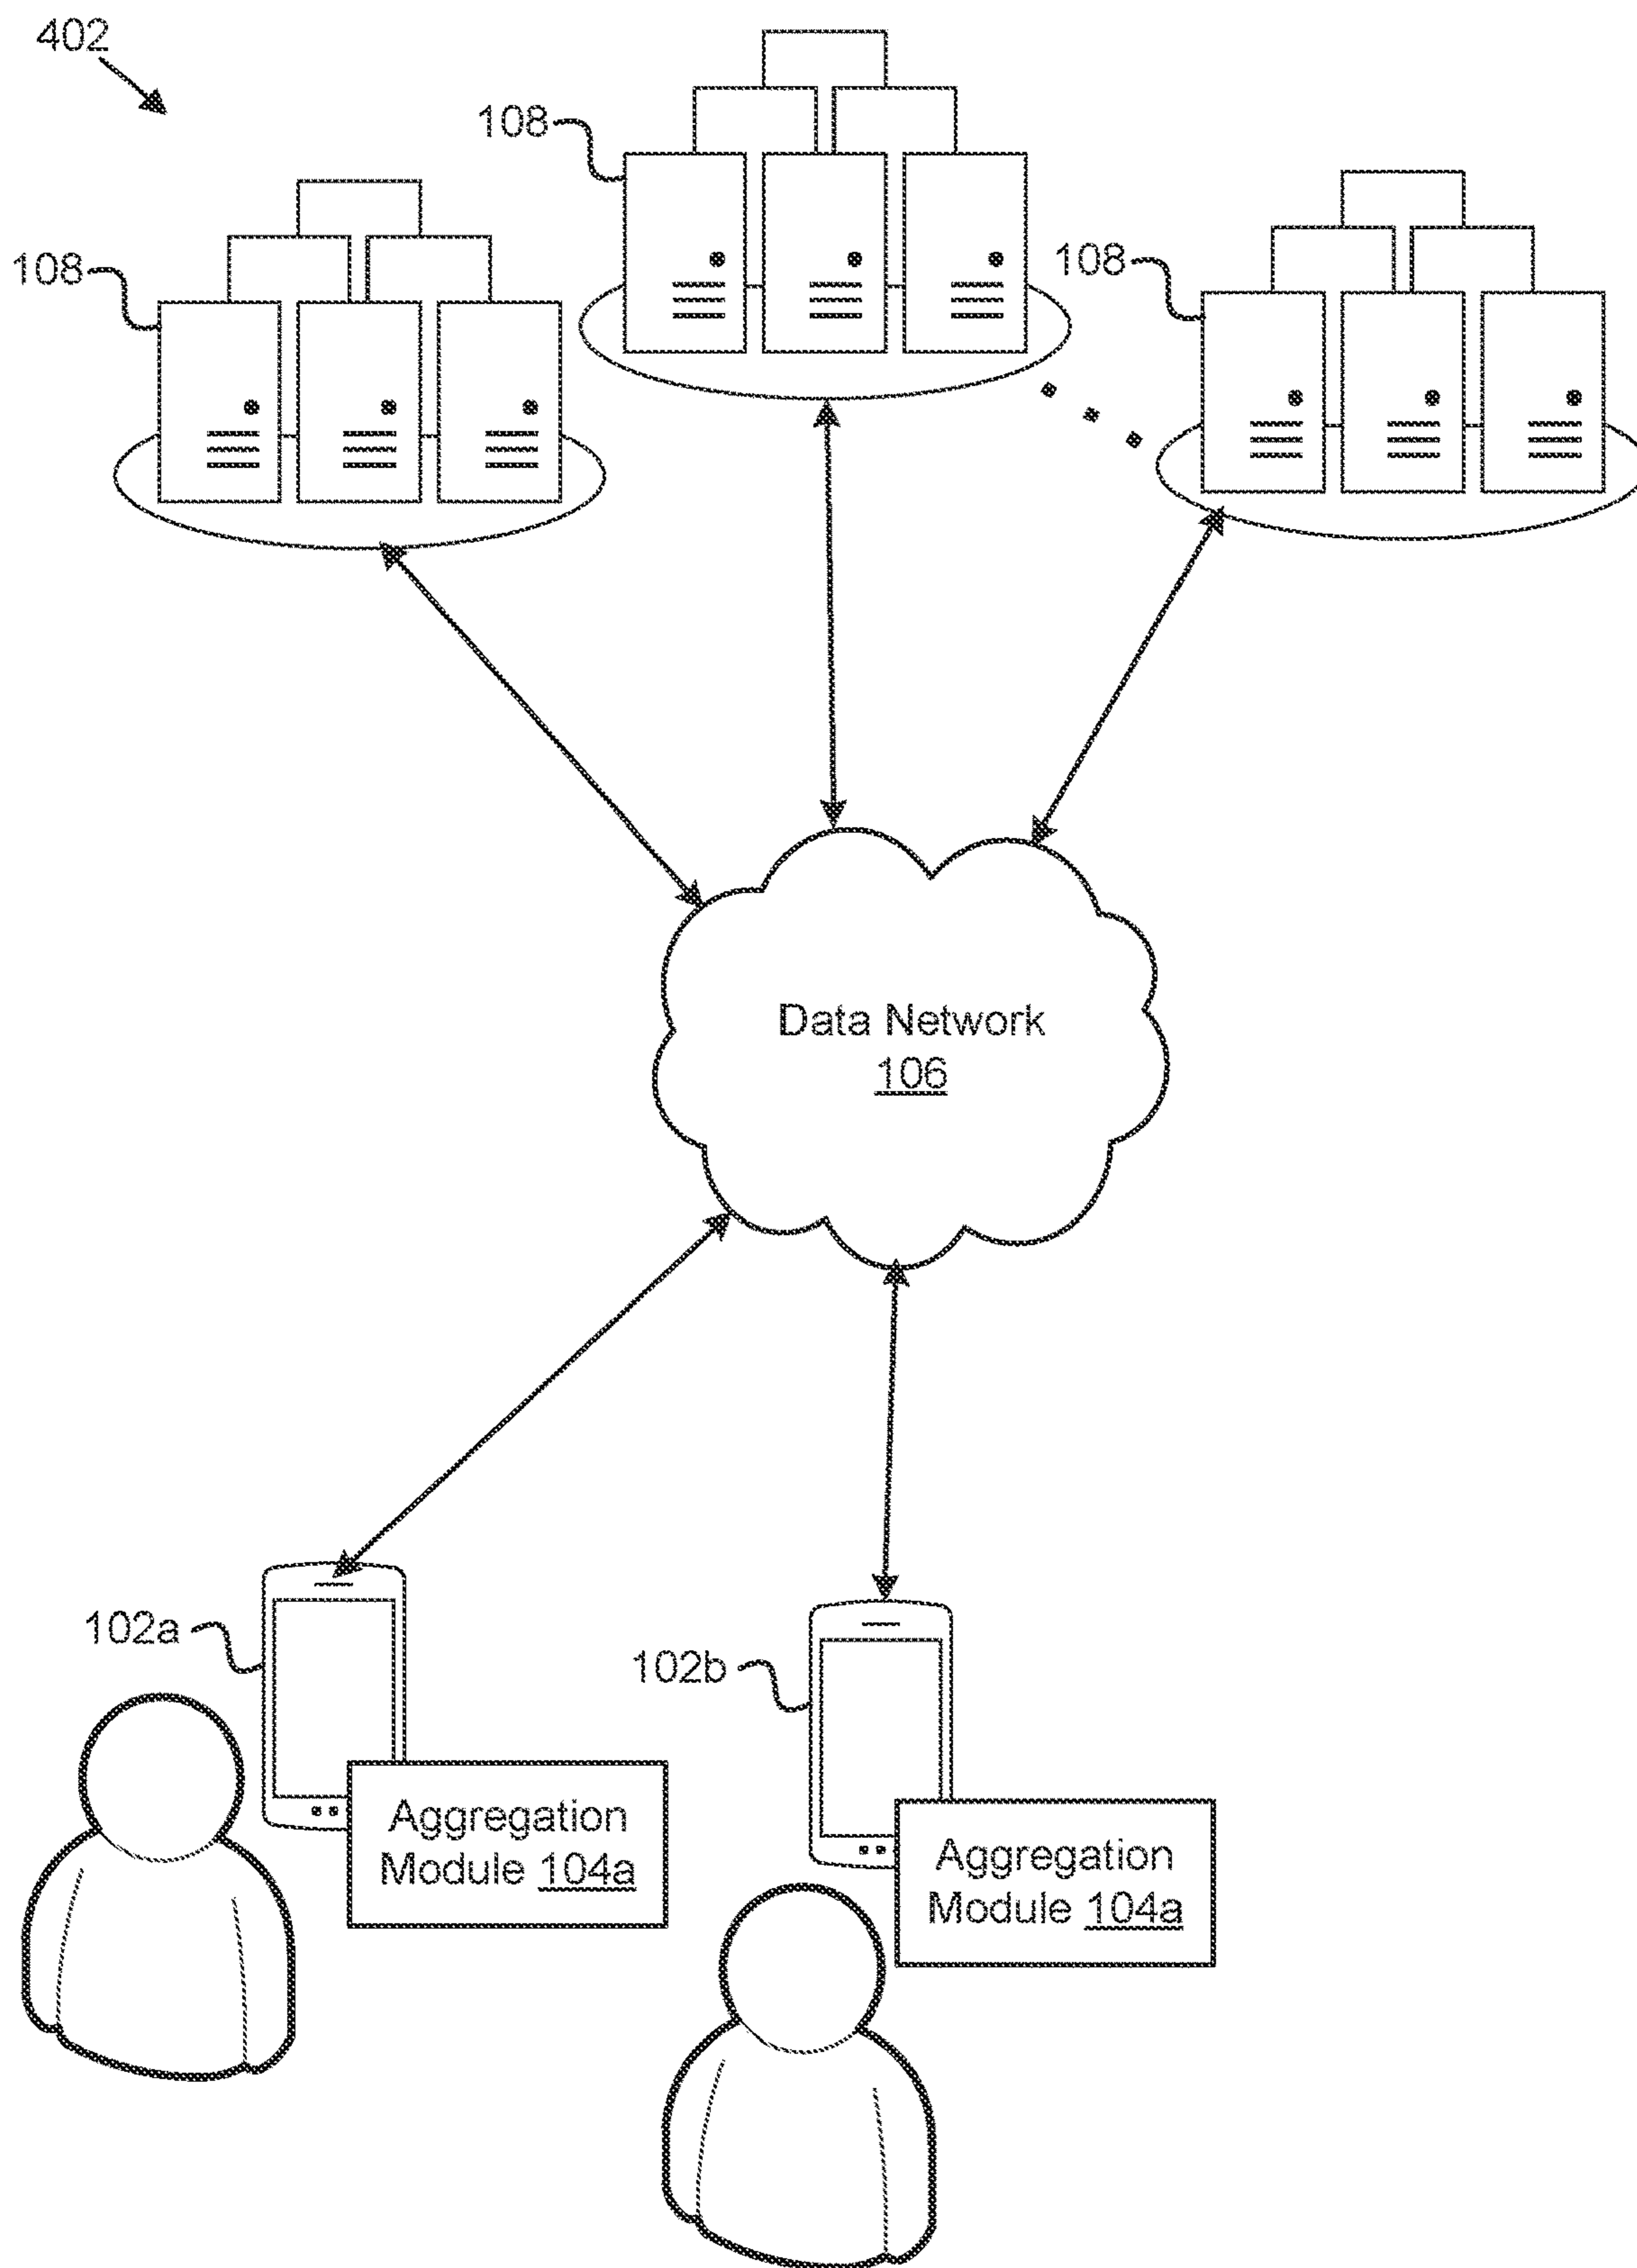 402
108
108
108
Data Network
106
102a
102b
Aggregation
Module 104a
Aggregation
Module 104a